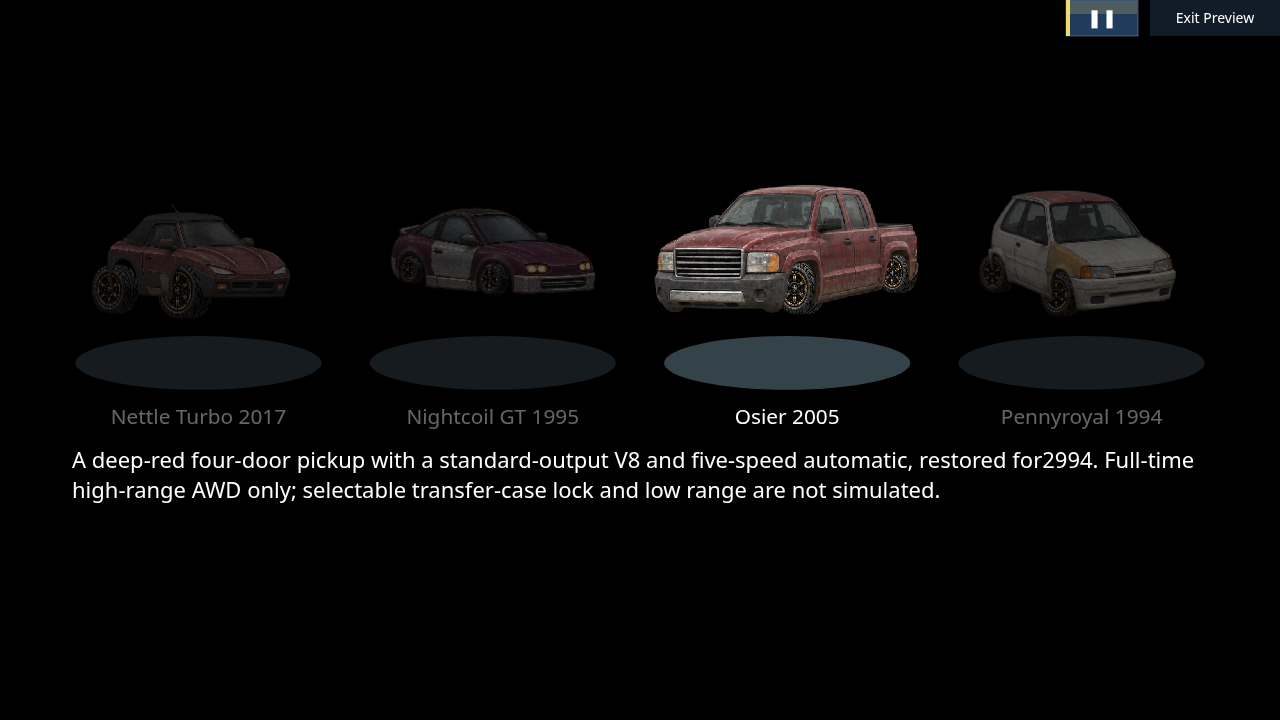 Exit Preview
Nettle Turbo 2017
Nightcoil GT 1995
Osier 2005
Pennyroyal 1994
A deep-red four-door pickup with a standard-output V8 and five-speed automatic, restored for2994. Full-time
high-range AWD only; selectable transfer-case lock and low range are not simulated.